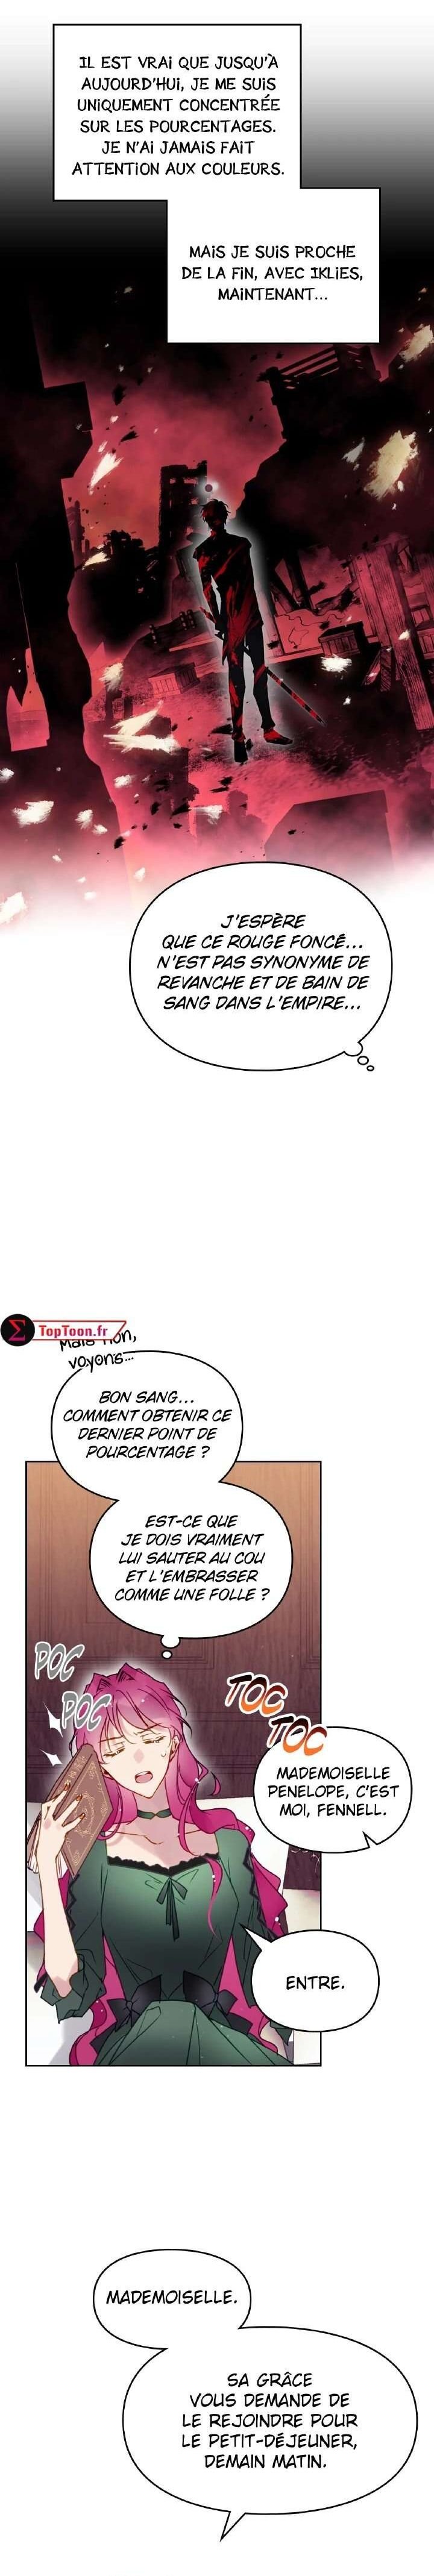 IL EST VRAI QUE JUSQU'À
AUJOURD'HUI, JE ME SUIS
UNIQUEMENT CONCENTRÉE
SUR LES POURCENTAGES.
JE N'AI JAMAIS FAIT
ATTENTION AUX COULEURS.
MAIS JE SUIS PROCHE
DE LA FIN, AVEC IKLIES,
MAINTENANT...
J'ESPÈRE
QUE CE ROUGE FONCÉ...
N'EST PAS SYNONYME DE
REVANCHE ET DE BAIN DE
SANG DANS L'EMPIRE...
TopToon.fr
Mais non,
voyons...
BON SANG...
COMMENT OBTENIR CE
DERNIER POINT DE
POURCENTAGE ?
EST-CE QUE
JE DOIS VRAIMENT
LUI SAUTER AU COU
ET L'EMBRASSER
COMME UNE FOLLE ?
POC
POC
TOC
TOC
MADEMOISELLE
PENELOPE, C'EST
MOI, FENNELL.
ENTRE.
MADEMOISELLE.
SA GRÂCE
VOUS DEMANDE DE
LE REJOINDRE POUR
LE PETIT-DÉJEUNER,
DEMAIN MATIN.